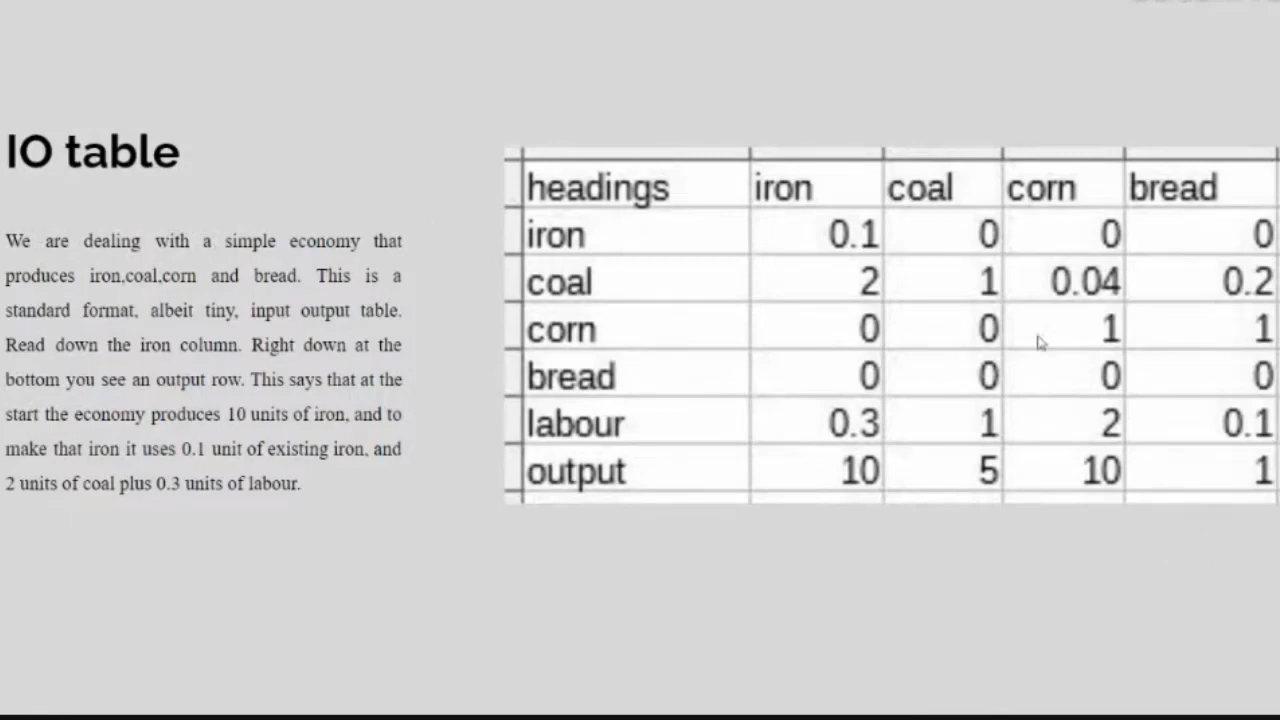 IO table
We are dealing with a simple economy that
produces iron,coal,corn and bread. This is a
standard format, albeit tiny, input output table.
Read down the iron column. Right down at the
bottom you see an output row. This says that at the
start the economy produces 10 units of iron, and to
make that iron it uses 0.1 unit of existing iron, and
2 units of coal plus 0.3 units of labour.
headings iron coal corn bread
iron 0.1 0 0 0
coal 2 1 0.04 0.2
corn 0 0 1 1
bread 0 0 0 0
labour 0.3 1 2 0.1
output 10 5 10 1